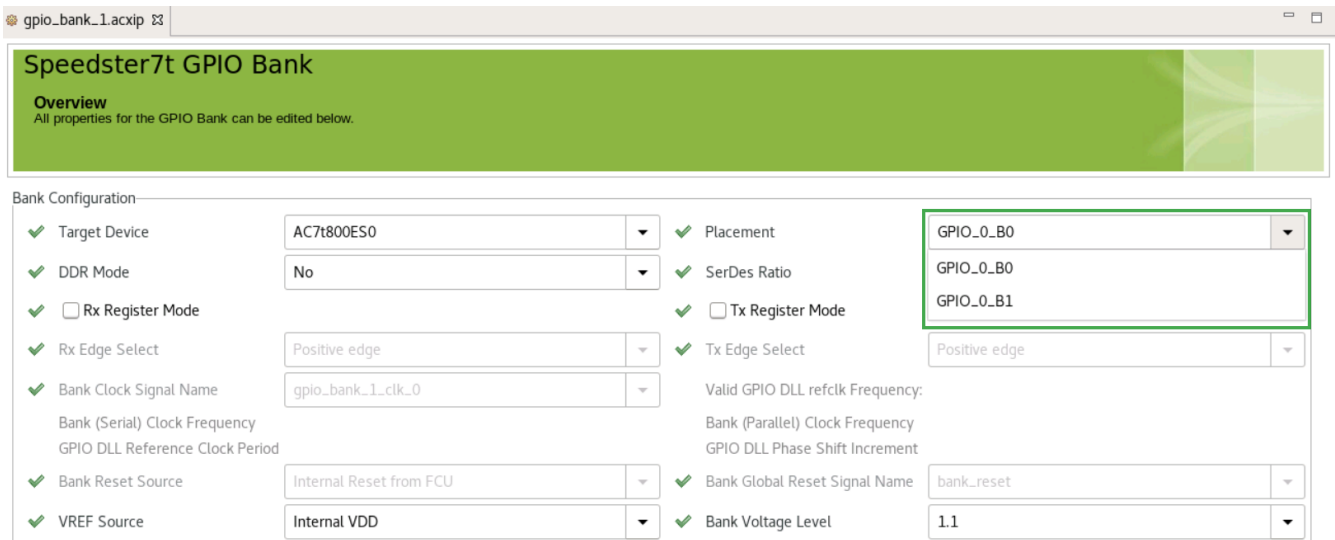 gpio_bank_1.acxip
Speedster7t GPIO Bank
Overview
All properties for the GPIO Bank can be edited below.
Bank Configuration
Target Device AC7t800ES0 Placement GPIO_0_B0
DDR Mode No SerDes Ratio GPIO_0_B0
GPIO_0_B1
Rx Register Mode Tx Register Mode
Rx Edge Select Positive edge Tx Edge Select Positive edge
Bank Clock Signal Name gpio_bank_1_clk_0 Valid GPIO DLL refclk Frequency:
Bank (Serial) Clock Frequency Bank (Parallel) Clock Frequency
GPIO DLL Reference Clock Period GPIO DLL Phase Shift Increment
Bank Reset Source Internal Reset from FCU Bank Global Reset Signal Name bank_reset
VREF Source Internal VDD Bank Voltage Level 1.1